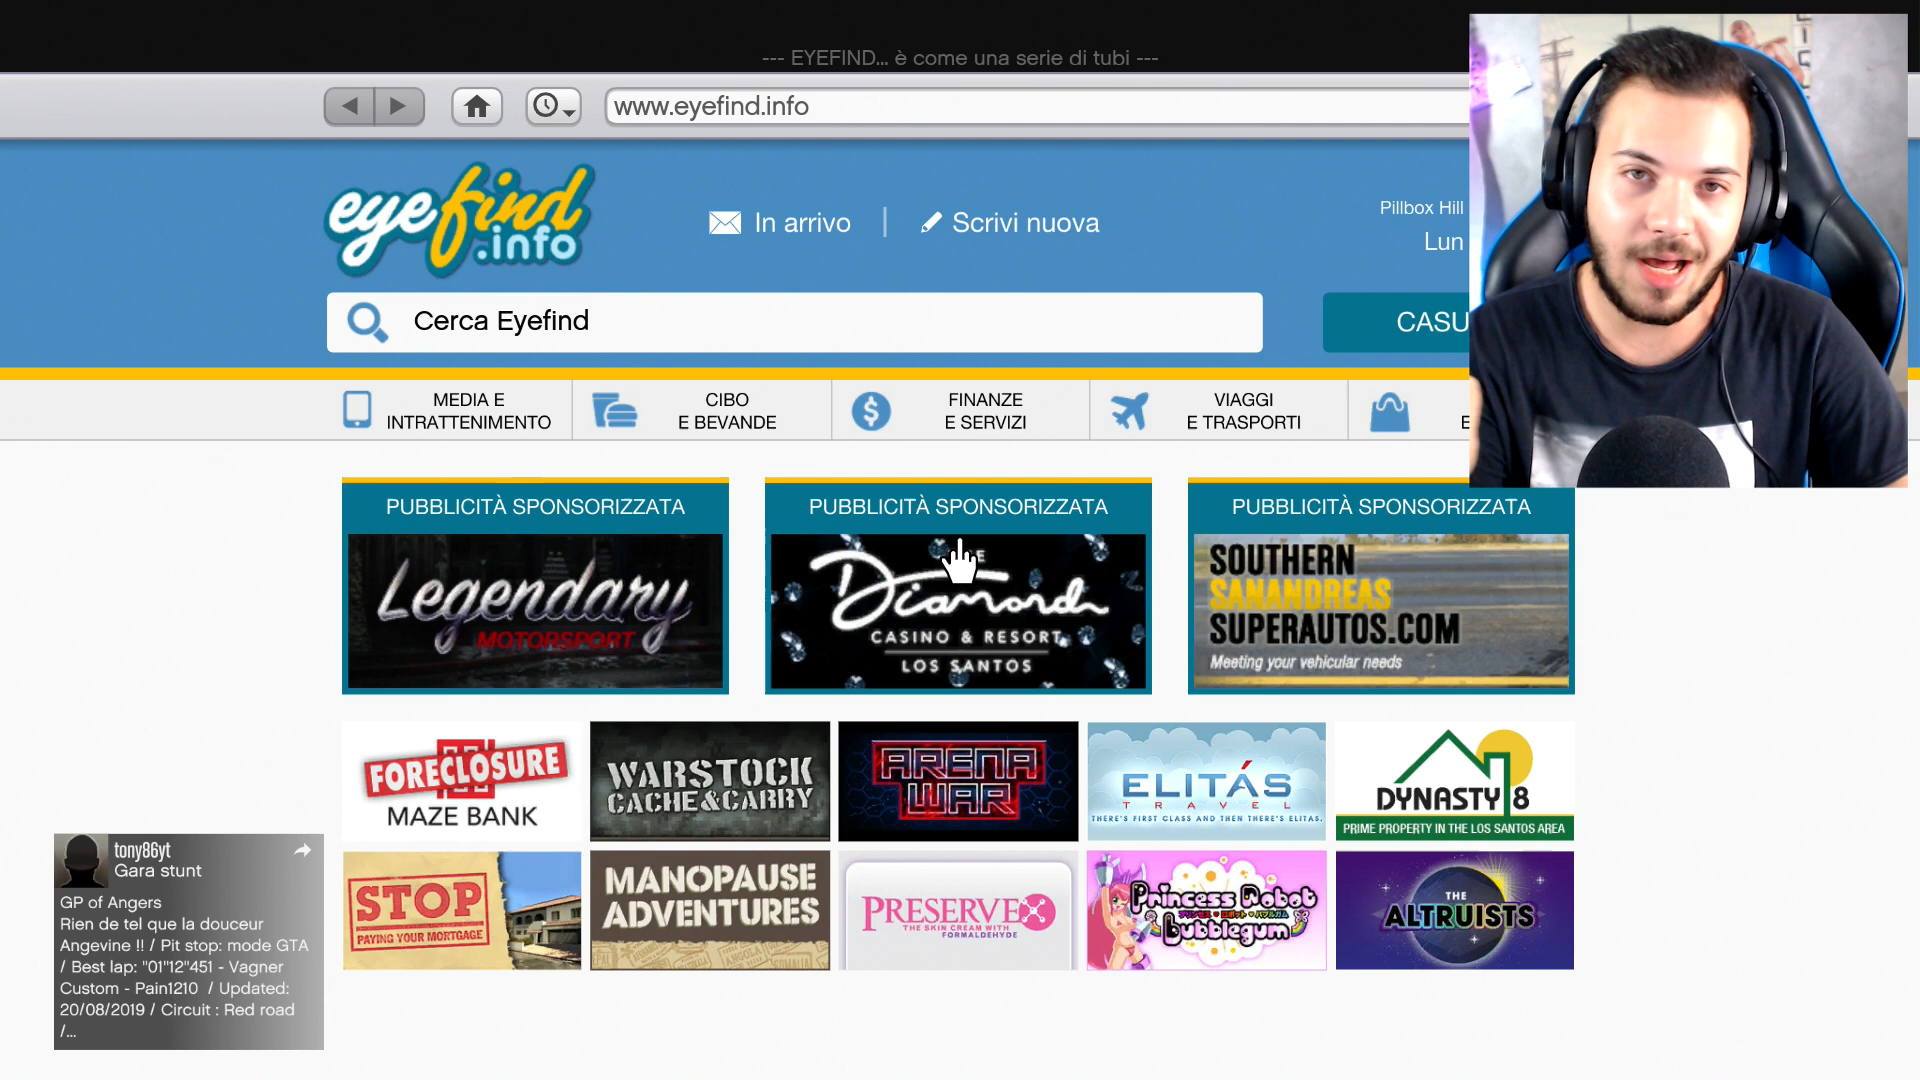 --- EYEFIND... è come una serie di tubi ---
www.eyefind.info
eyefind
.info
In arrivo
Scrivi nuova
Pillbox Hill
Lun
Cerca Eyefind
CASU
MEDIA E
INTRATTENIMENTO
CIBO
E BEVANDE
FINANZE
E SERVIZI
VIAGGI
E TRASPORTI
E
PUBBLICITÀ SPONSORIZZATA
Legendary
MOTORSPORT
PUBBLICITÀ SPONSORIZZATA
Diamond
CASINO & RESORT
LOS SANTOS
PUBBLICITÀ SPONSORIZZATA
SOUTHERN
SANANDREAS
SUPERAUTOS.COM
Meeting your vehicular needs
FORECLOSURE
MAZE BANK
WARSTOCK
CACHE&CARRY
ARENA
WAR
ELITÁS
TRAVEL
THERE'S FIRST CLASS AND THEN THERE'S ELITAS.
DYNASTY 8
PRIME PROPERTY IN THE LOS SANTOS AREA
STOP
PAYING YOUR MORTGAGE
MANOPAUSE
ADVENTURES
PRESERVEX
THE SKIN CREAM WITH
FORMALDEHYDE
Princess Robot
Bubblegum
THE
ALTRUISTS
tony86yt
Gara stunt
GP of Angers
Rien de tel que la douceur
Angevine !! / Pit stop: mode GTA
/ Best lap: "01"12"451 - Vagner
Custom - Pain1210 / Updated:
20/08/2019 / Circuit : Red road
/...